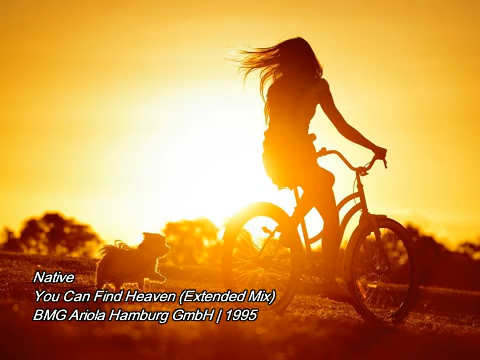 Native
You Can Find Heaven (Extended Mix)
BMG Ariola Hamburg GmbH | 1995